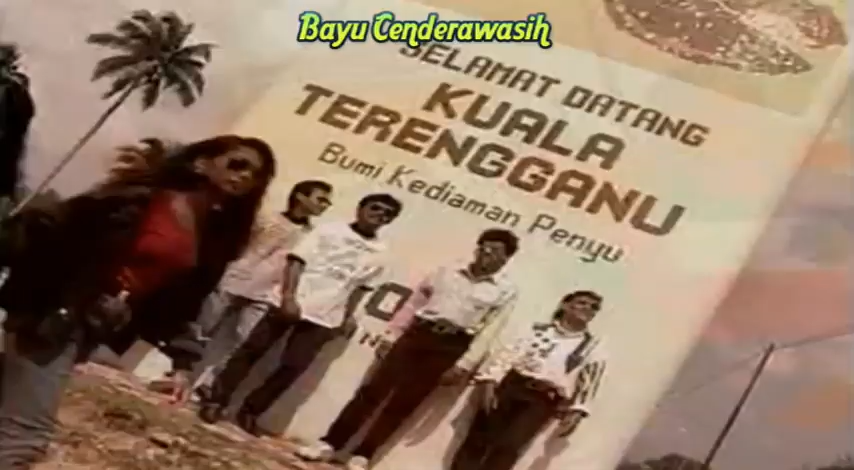 Bayu Cenderawasih
SELAMAT DATANG
KUALA
TERENGGANU
Bumi Kediaman Penyu